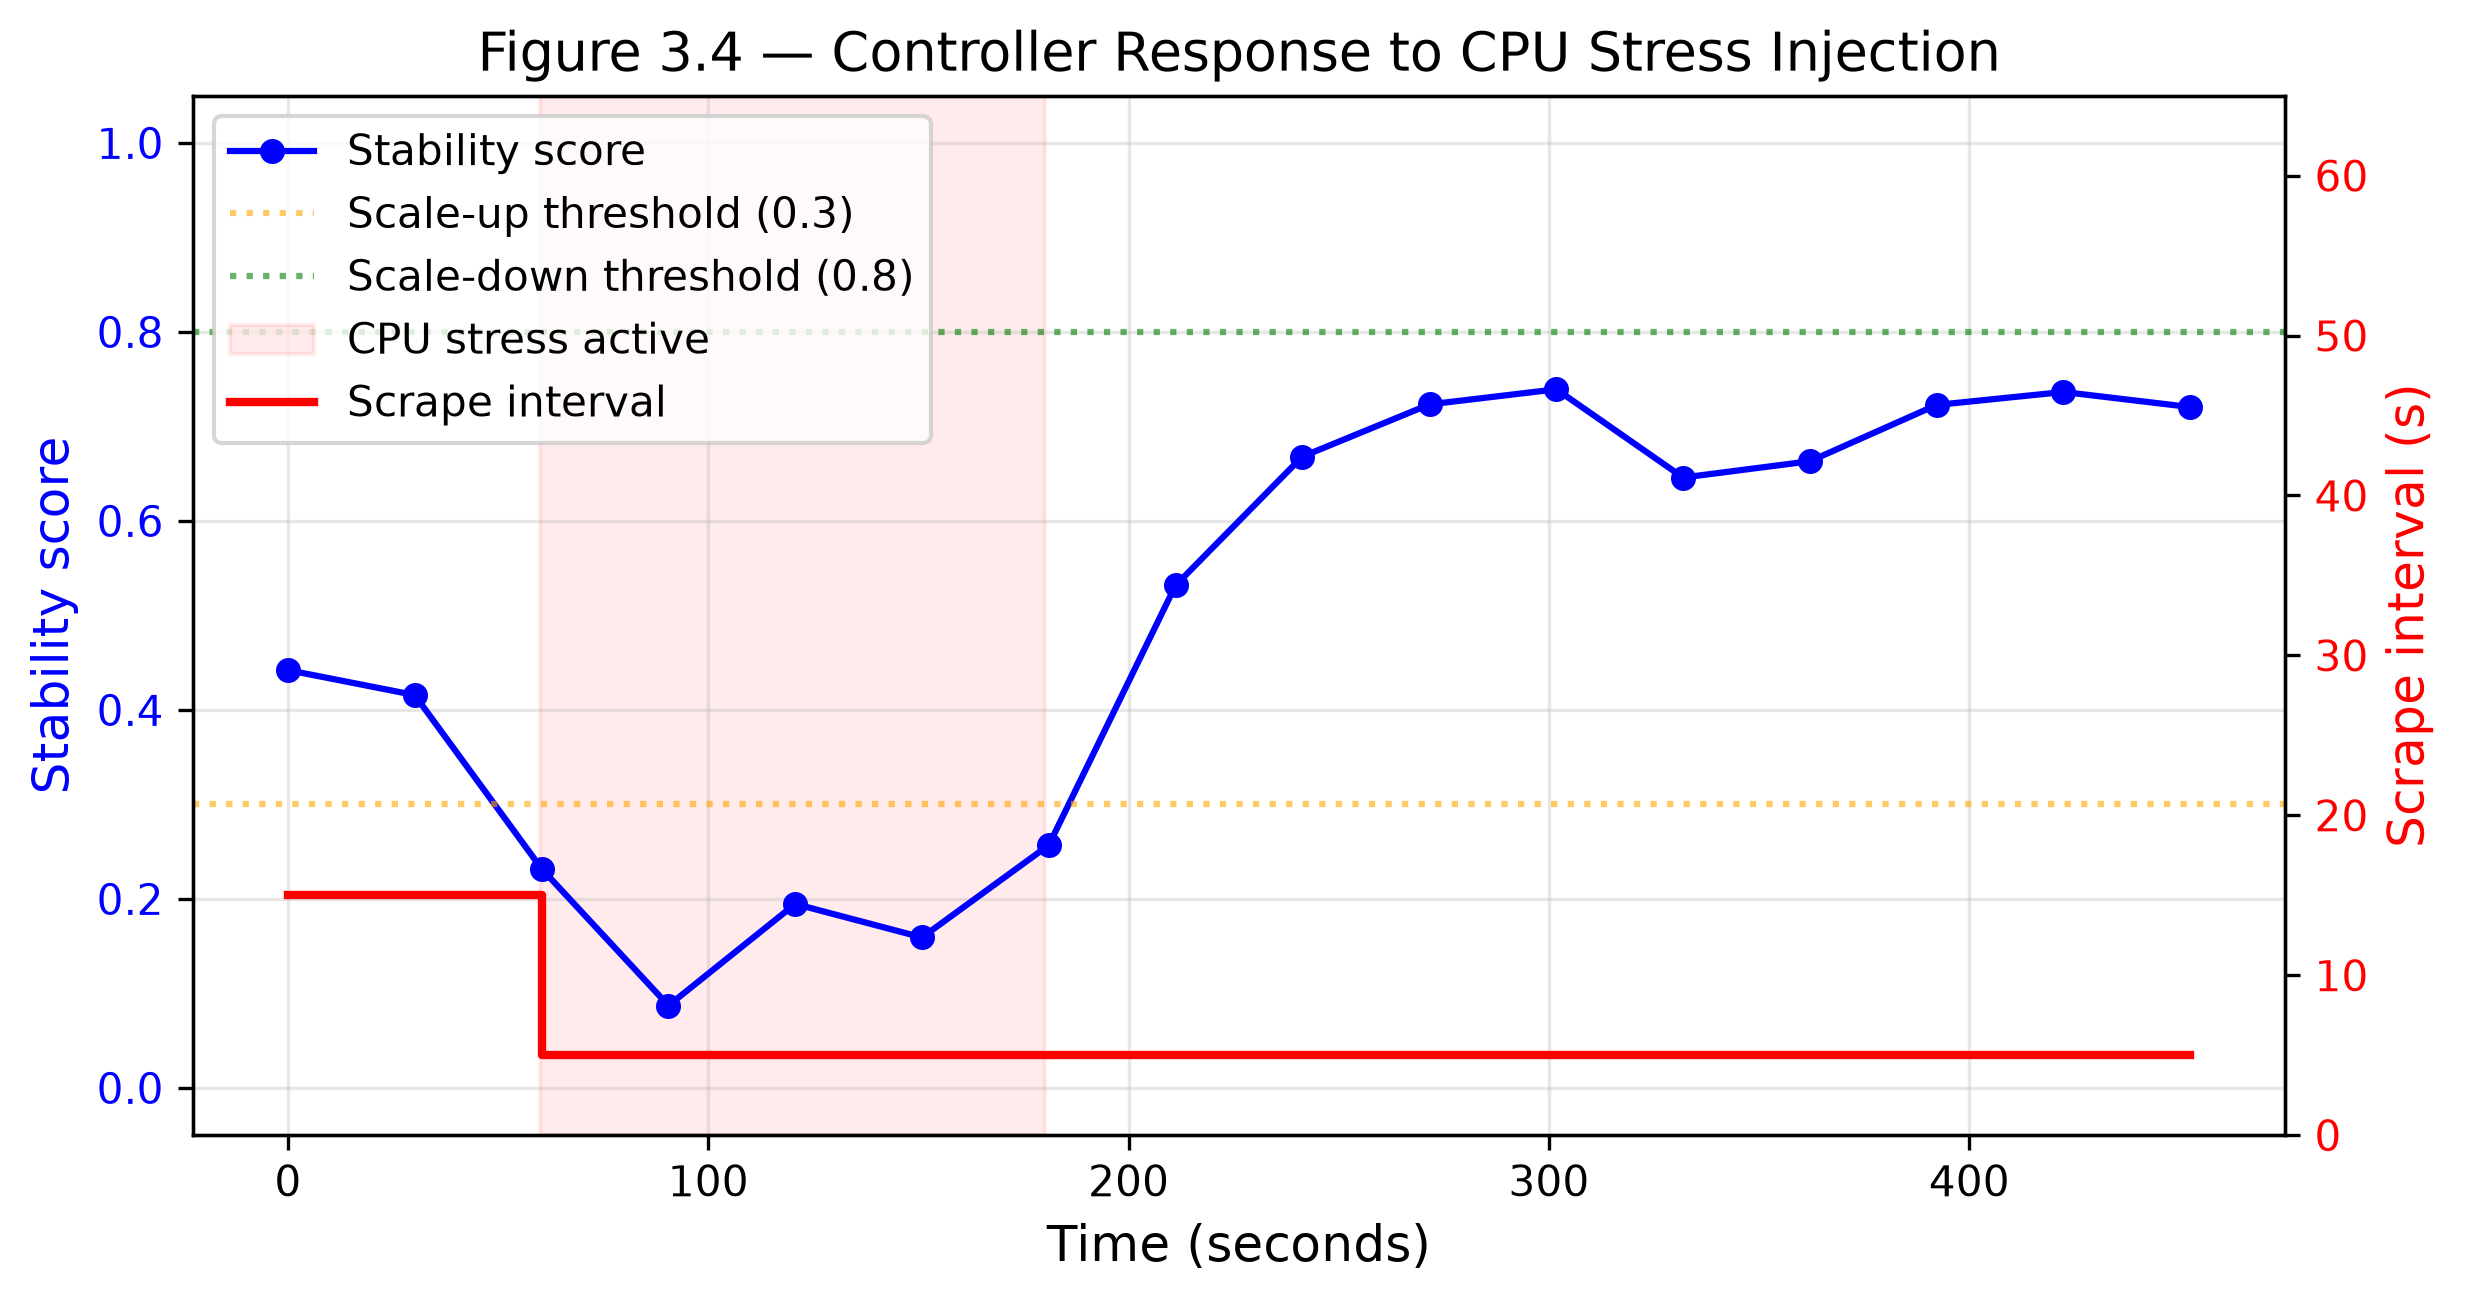 Figure 3.4 — Controller Response to CPU Stress Injection
Stability score
Scale-up threshold (0.3)
Scale-down threshold (0.8)
CPU stress active
Scrape interval
1.0
0.8
0.6
0.4
0.2
0.0
Stability score
60
50
40
30
20
10
0
Scrape interval (s)
0 100 200 300 400
Time (seconds)